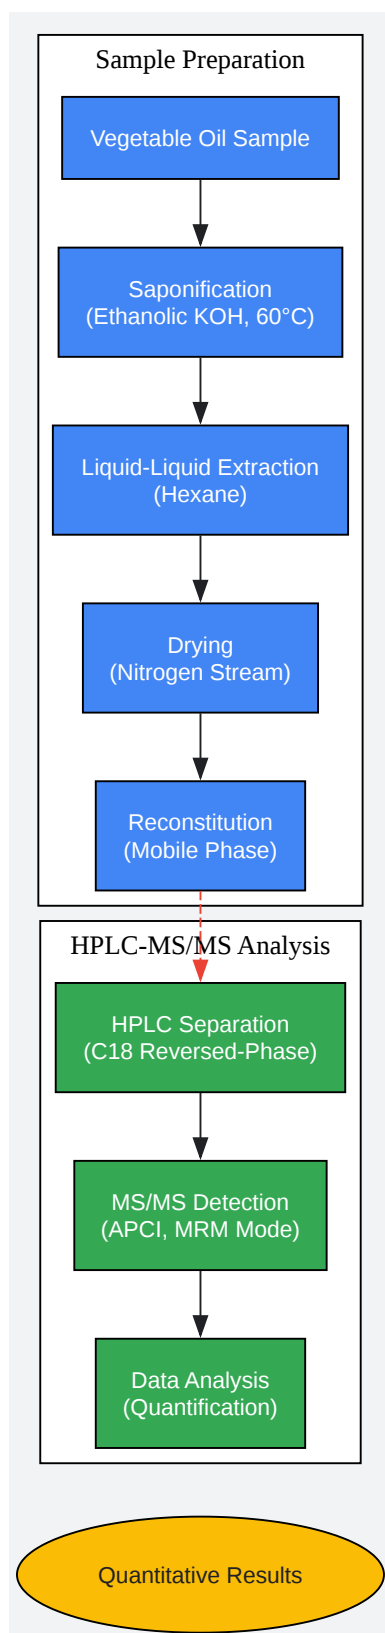 Sample Preparation
Vegetable Oil Sample
Saponification
(Ethanolic KOH, 60°C)
Liquid-Liquid Extraction
(Hexane)
Drying
(Nitrogen Stream)
Reconstitution
(Mobile Phase)
HPLC-MS/MS Analysis
HPLC Separation
(C18 Reversed-Phase)
MS/MS Detection
(APCI, MRM Mode)
Data Analysis
(Quantification)
Quantitative Results